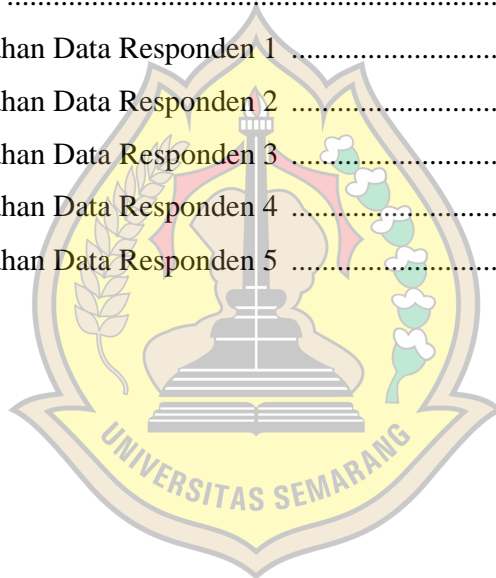 ................................................................
han Data Responden 1 ...........................
han Data Responden 2 ...........................
han Data Responden 3 ...........................
han Data Responden 4 ...........................
han Data Responden 5 ...........................
UNIVERSITAS SEMARANG